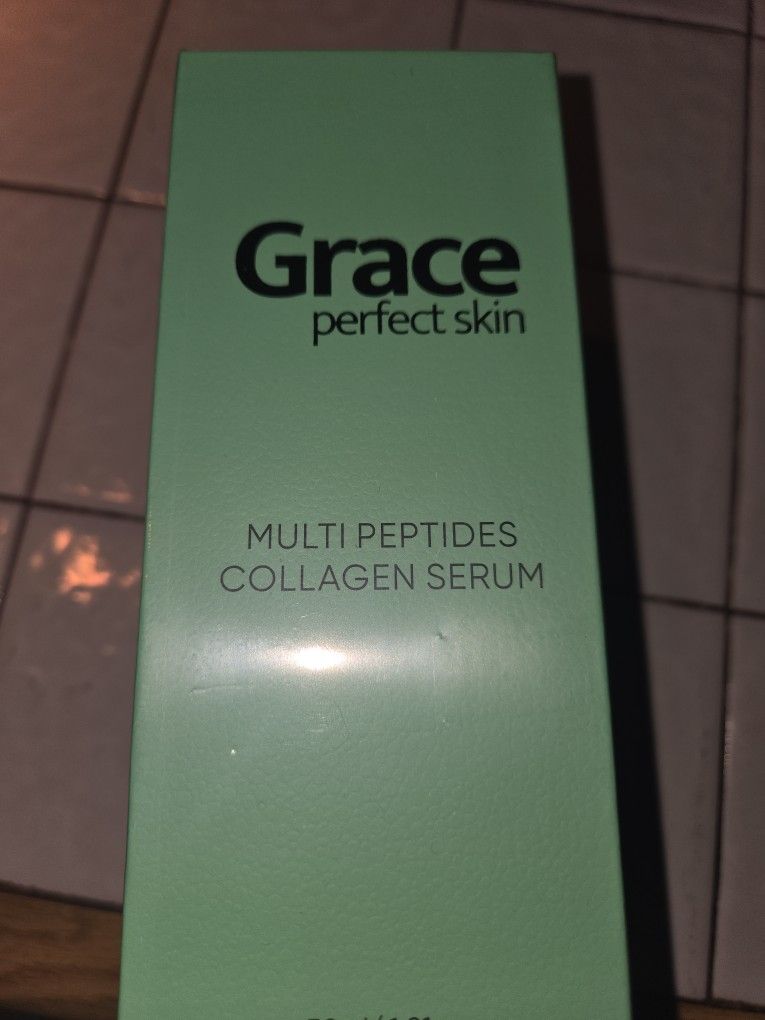 Grace
perfect skin
MULTI PEPTIDES
COLLAGEN SERUM